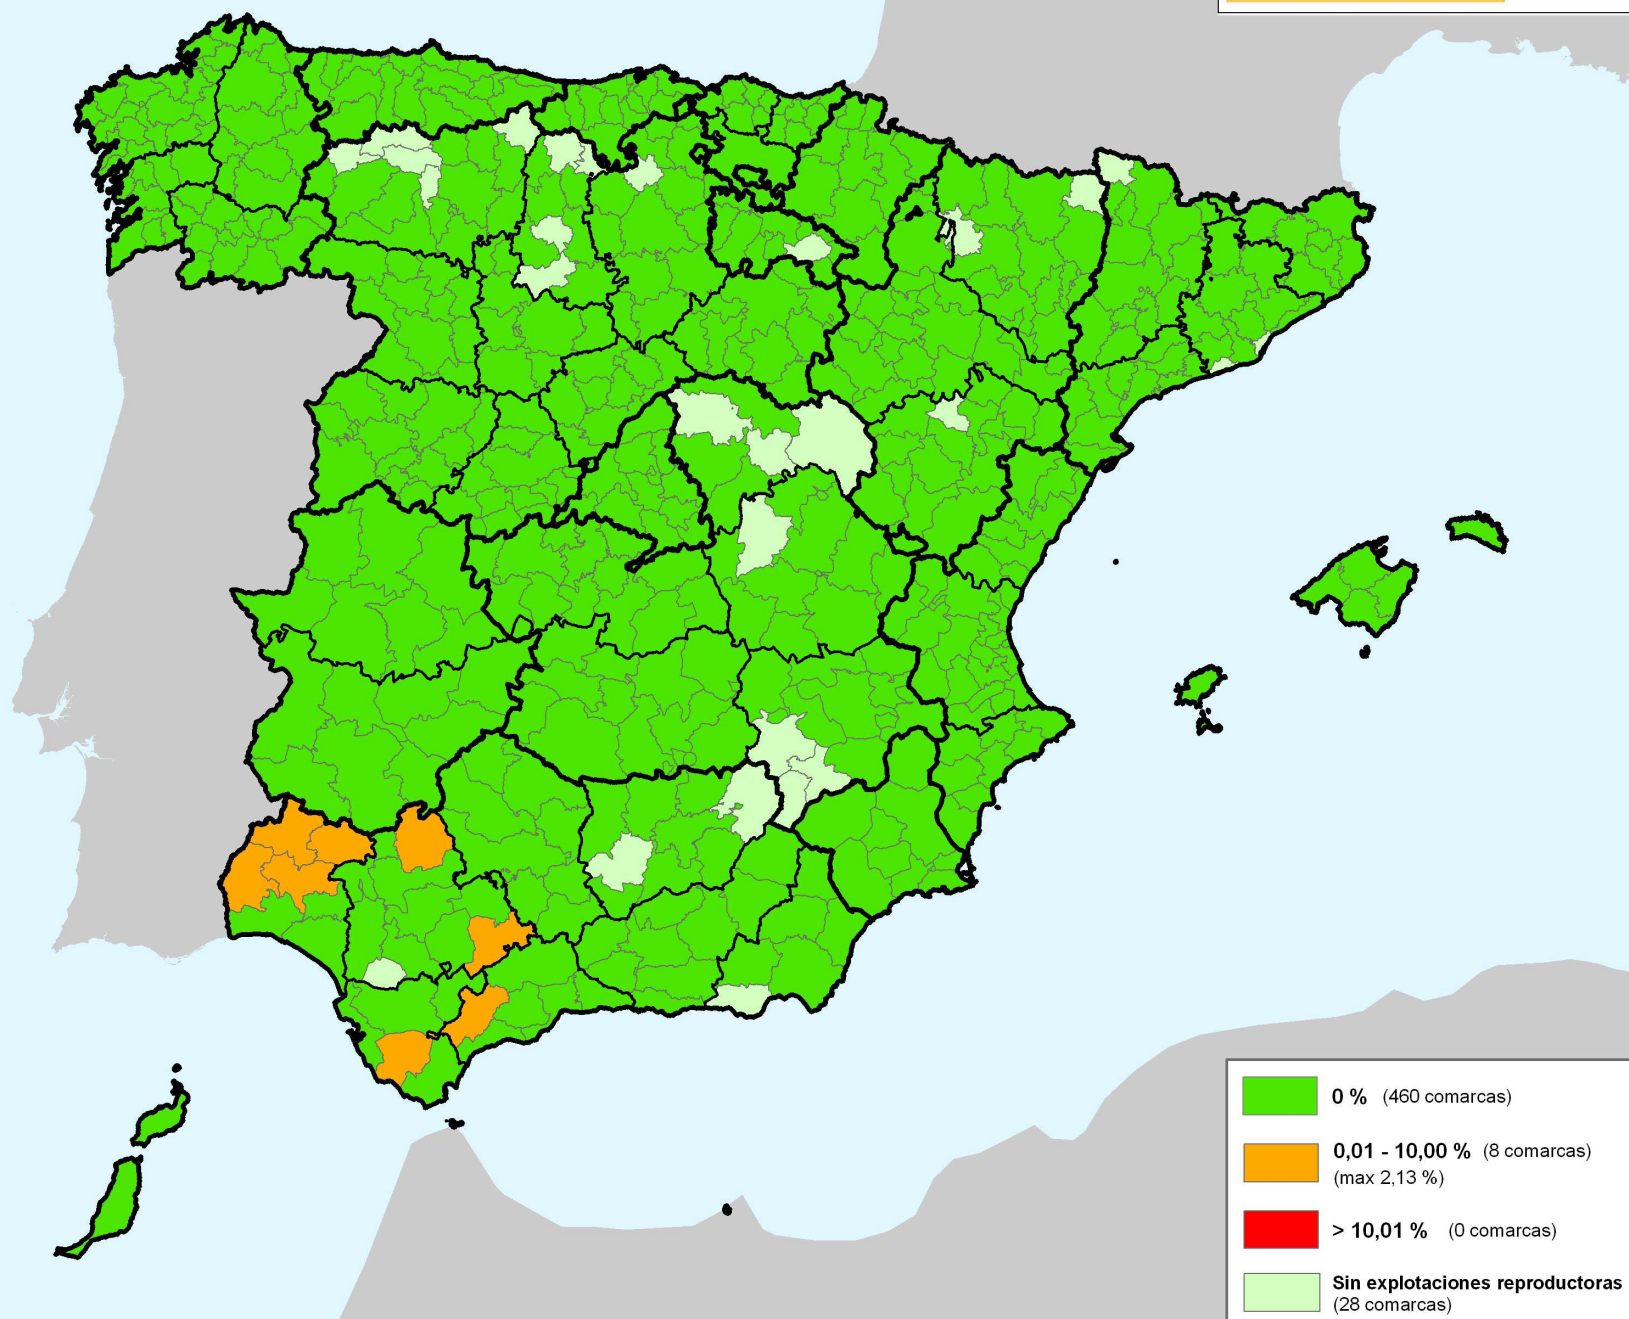 0 % (460 comarcas)
0,01 - 10,00 % (8 comarcas)
(max 2,13 %)
> 10,01 % (0 comarcas)
Sin explotaciones reproductoras
(28 comarcas)